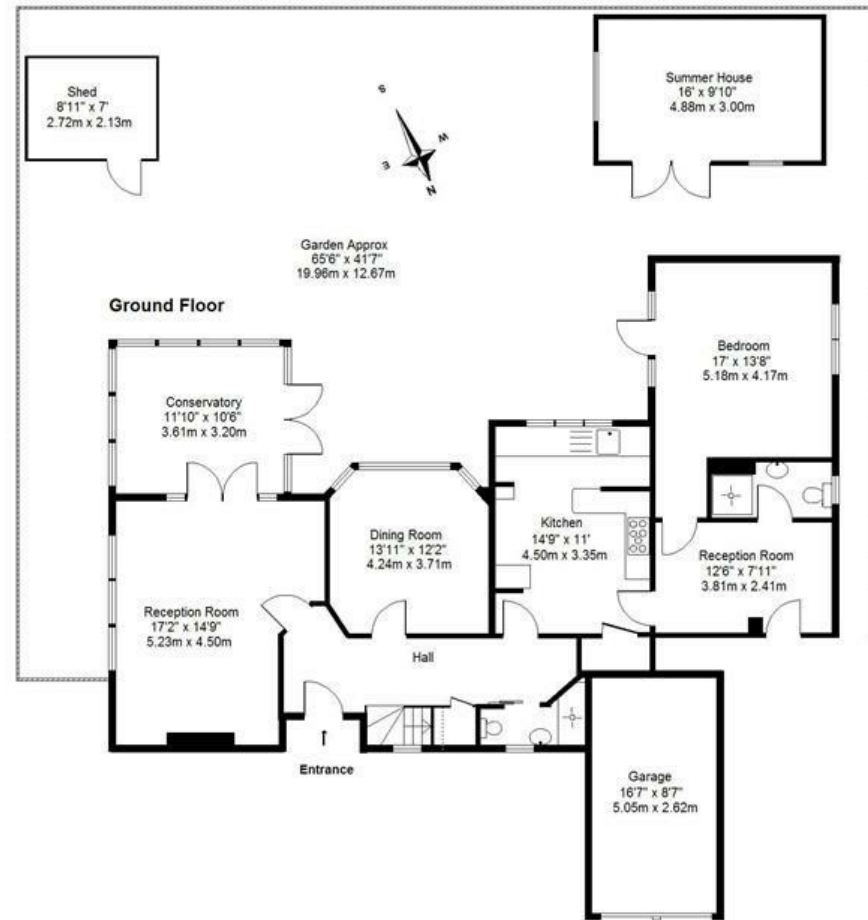 Shed
8'11" x 7'
2.72m x 2.13m
Summer House
16' x 9'10"
4.88m x 3.00m
S
W
E
N
Garden Approx
65'6" x 41'7"
19.96m x 12.67m
Ground Floor
Bedroom
17' x 13'8"
5.18m x 4.17m
Conservatory
11'10" x 10'6"
3.61m x 3.20m
Kitchen
14'9" x 11'
4.50m x 3.35m
Dining Room
13'11" x 12'2"
4.24m x 3.71m
Reception Room
12'6" x 7'11"
3.81m x 2.41m
Reception Room
17'2" x 14'9"
5.23m x 4.50m
Hall
Entrance
Garage
16'7" x 8'7"
5.05m x 2.62m